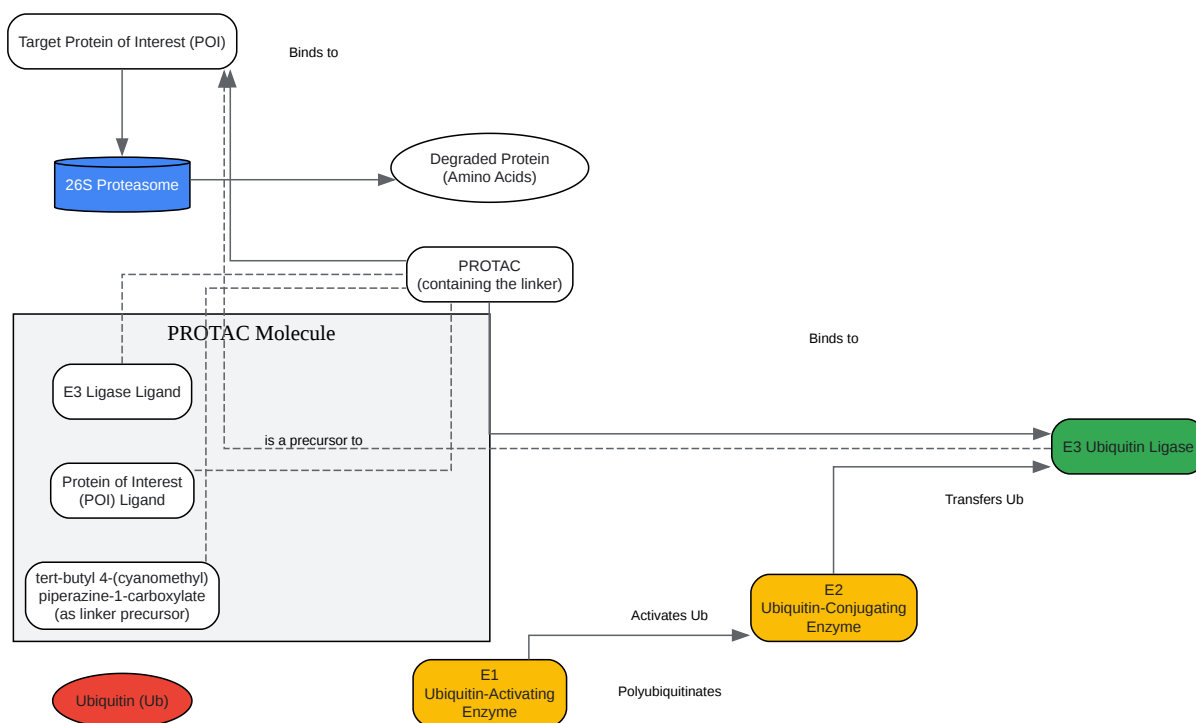 Target Protein of Interest (POI)
Binds to
Degraded Protein
(Amino Acids)
26S Proteasome
PROTAC
(containing the linker)
PROTAC Molecule
Binds to
E3 Ligase Ligand
is a precursor to
E3 Ubiquitin Ligase
Protein of Interest
(POI) Ligand
Transfers Ub
tert-butyl 4-(cyanomethyl)
piperazine-1-carboxylate
(as linker precursor)
E2
Ubiquitin-Conjugating
Enzyme
Activates Ub
E1
Ubiquitin-Activating
Enzyme
Polyubiquitinates
Ubiquitin (Ub)